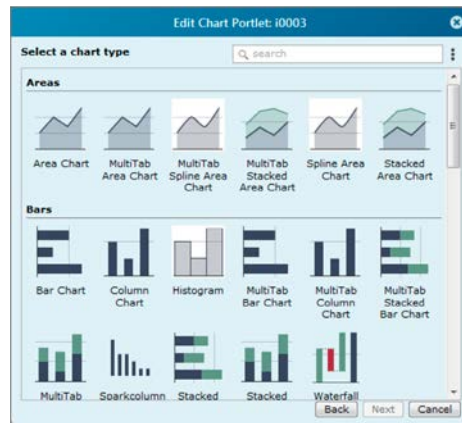 Edit Chart Portlet: i0003
Select a chart type
search
Areas
Area Chart
MultiTab
Area Chart
MultiTab
Spline Area
Chart
MultiTab
Stacked
Area Chart
Spline Area
Chart
Stacked
Area Chart
Bars
Bar Chart
Column
Chart
Histogram
MultiTab
Bar Chart
MultiTab
Column
Chart
MultiTab
Stacked
Bar Chart
MultiTab
Sparkcolumn
Stacked
Stacked
Waterfall
Back
Next
Cancel